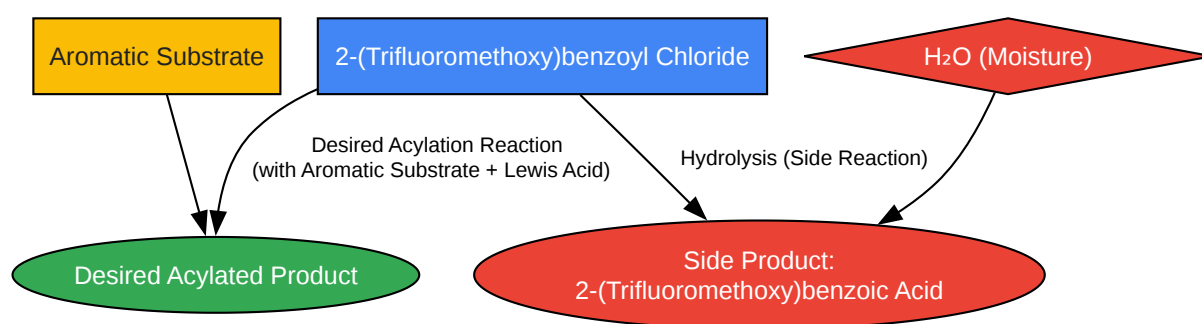 Aromatic Substrate
2-(Trifluoromethoxy)benzoyl Chloride
H₂O (Moisture)
Desired Acylation Reaction
(with Aromatic Substrate + Lewis Acid)
Hydrolysis (Side Reaction)
Desired Acylated Product
Side Product:
2-(Trifluoromethoxy)benzoic Acid